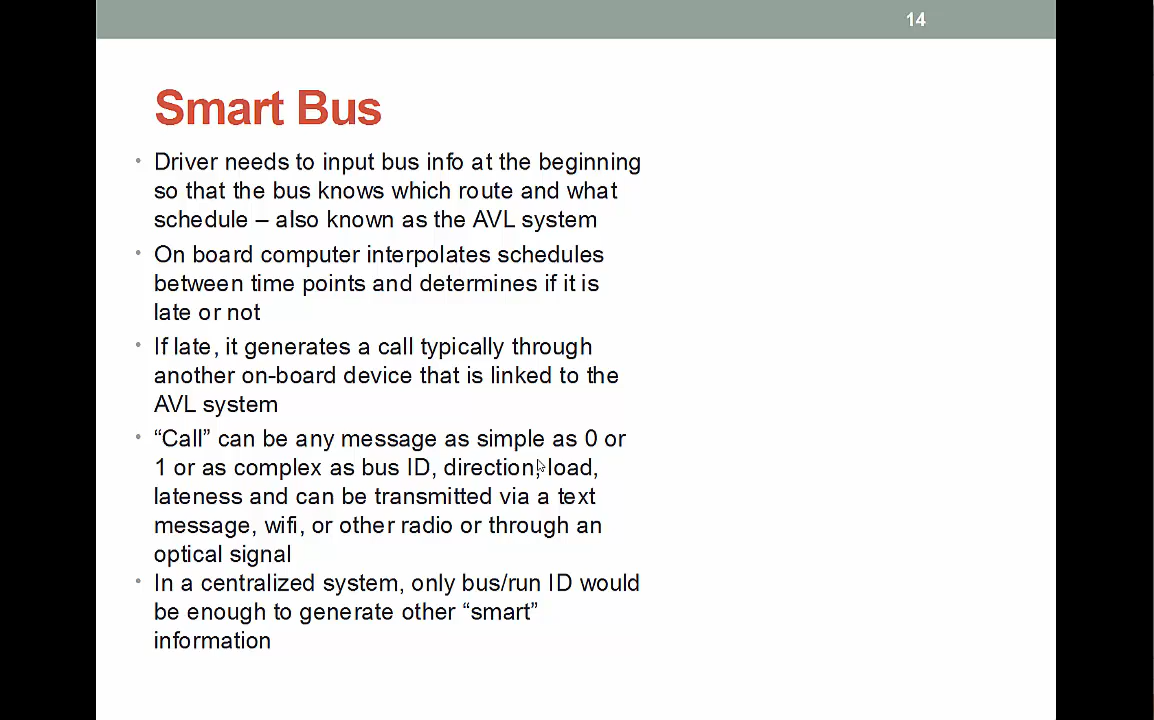 14
Smart Bus
• Driver needs to input bus info at the beginning
so that the bus knows which route and what
schedule – also known as the AVL system
• On board computer interpolates schedules
between time points and determines if it is
late or not
• If late, it generates a call typically through
another on-board device that is linked to the
AVL system
• “Call” can be any message as simple as 0 or
1 or as complex as bus ID, direction, load,
lateness and can be transmitted via a text
message, wifi, or other radio or through an
optical signal
• In a centralized system, only bus/run ID would
be enough to generate other “smart”
information